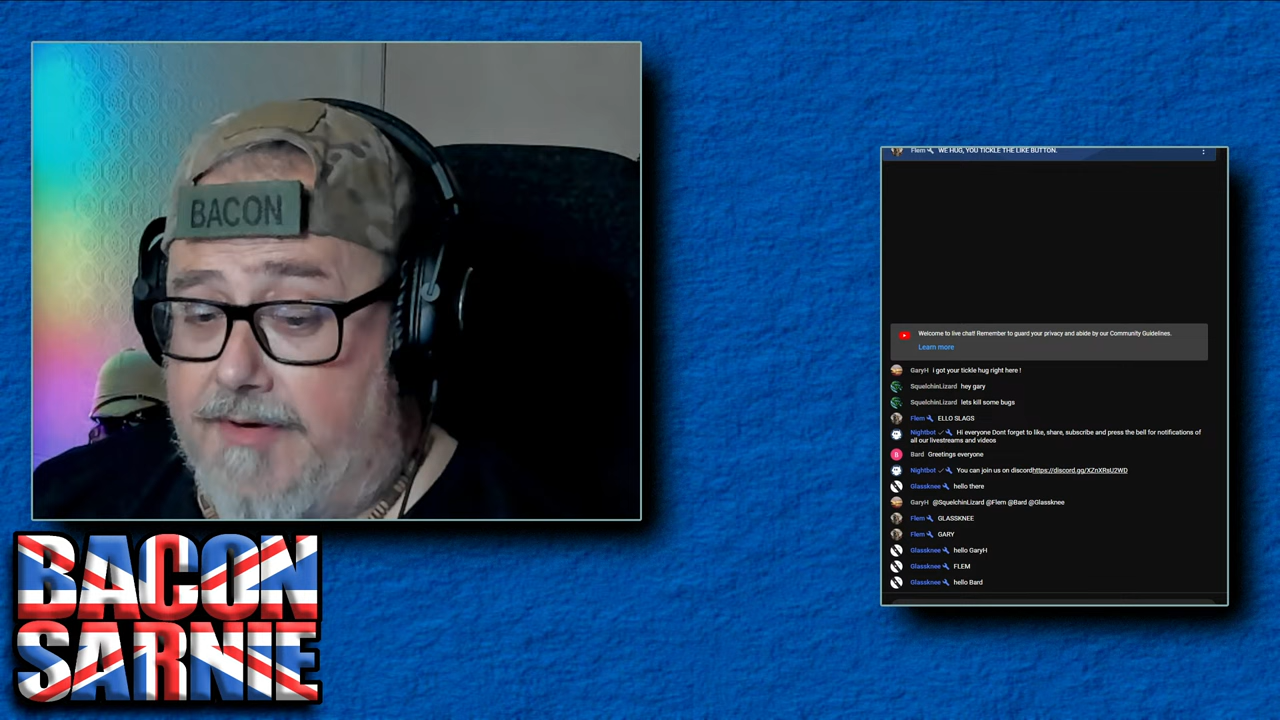 BACON
BACON
SARNIE
Flem WE HUG, YOU TICKLE THE LIKE BUTTON.
Welcome to live chat! Remember to guard your privacy and abide by our Community Guidelines.
Learn more
GaryH i got your tickle hug right here !
SquelchinLizard hey gary
SquelchinLizard lets kill some bugs
Flem ELLO SLAGS
Nightbot Hi everyone Dont forget to like, share, subscribe and press the bell for notifications of
all our livestreams and videos
B Bard Greetings everyone
Nightbot You can join us on discordhttps://discord.gg/XZnXRsU2WD
Glassknee hello there
GaryH @SquelchinLizard @Flem @Bard @Glassknee
Flem GLASSKNEE
Flem GARY
Glassknee hello GaryH
Glassknee FLEM
Glassknee hello Bard